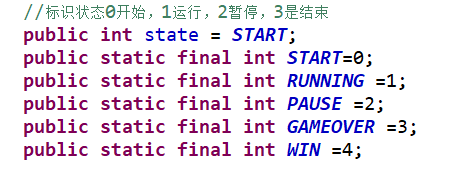 //标识状态0开始，1运行，2暂停，3是结束
public int state = START;
public static final int START=0;
public static final int RUNNING =1;
public static final int PAUSE =2;
public static final int GAMEOVER =3;
public static final int WIN =4;